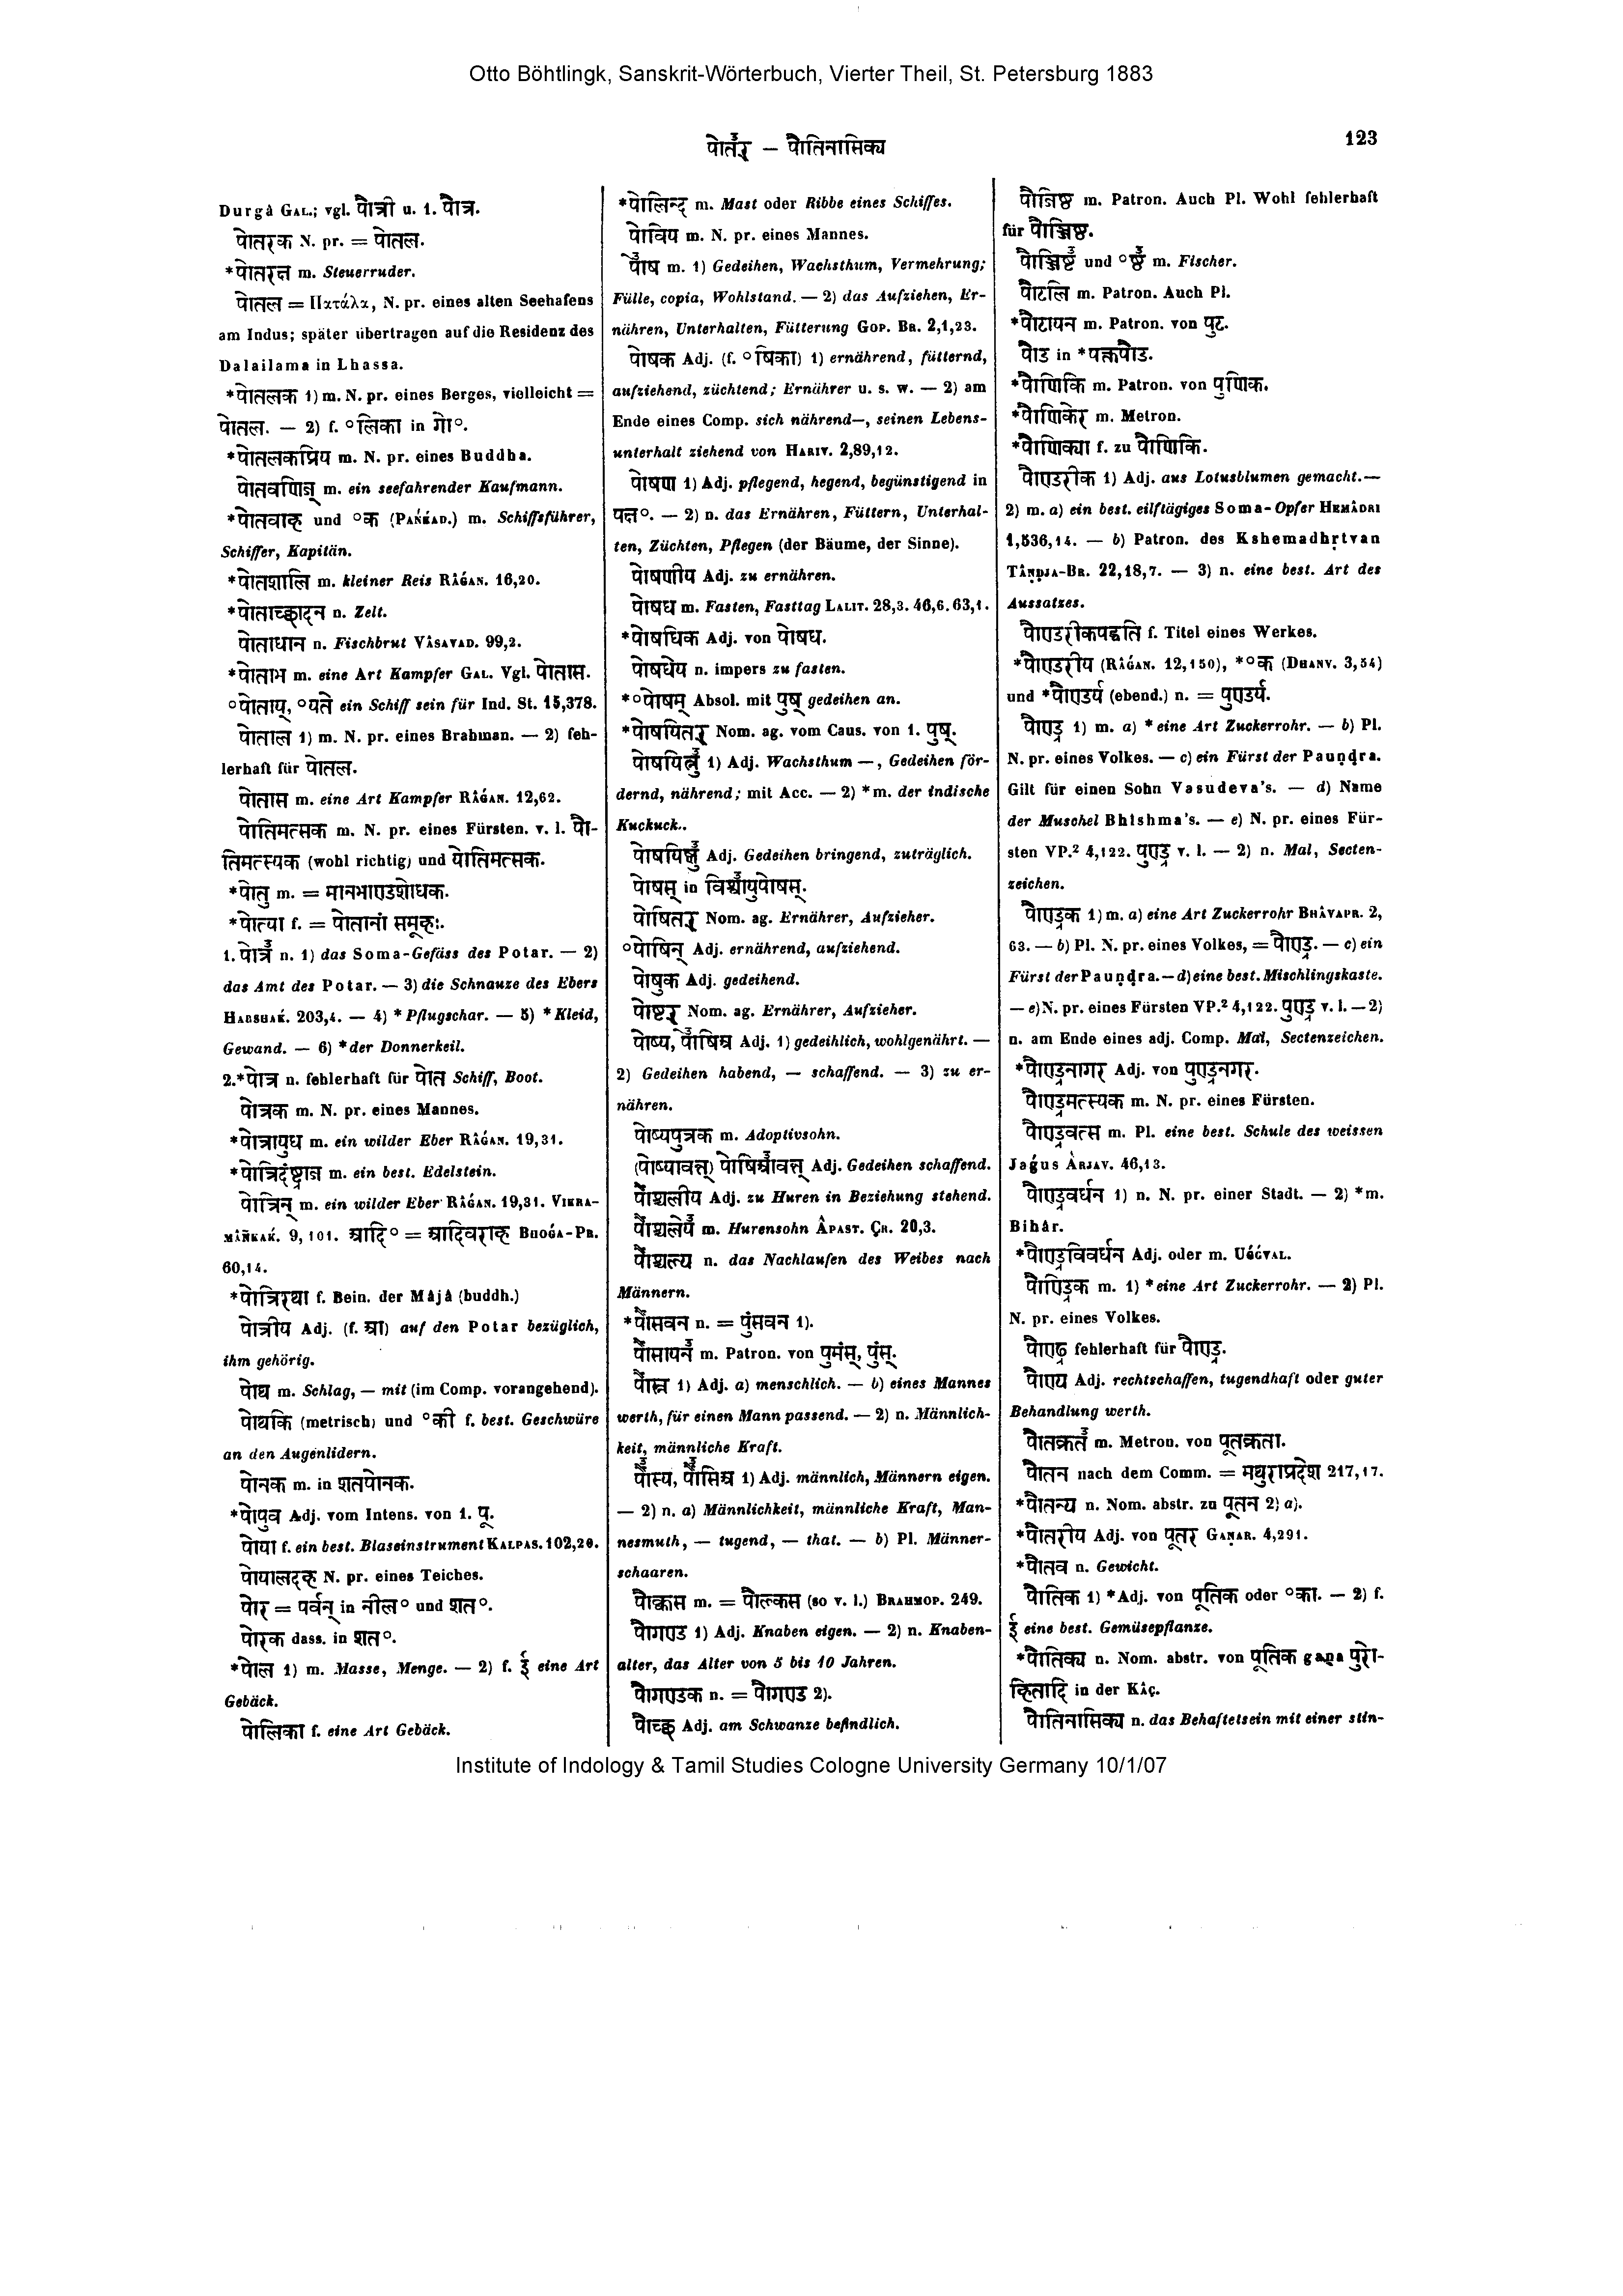 Otto Böhtlingk, Sanskrit-Wörterbuch, Vierter Theil, St. Petersburg 1883
पोतॄ — पौतिनासिक्य
123
Durgâ GAL.; vgl. पौत्री u. 1. पौत्र.
पोतरक N. pr. = पोतल.
*पोतरत्न m. Steuerruder.
पोतल = Πατάλα, N. pr. eines alten Seehafens
am Indus; später übertragen auf die Residenz des
Dalailama in Lhassa.
*पोतलक 1) m. N. pr. eines Berges, vielleicht =
पोतल. — 2) f. °लिका in गो°.
*पोतलकप्रिय m. N. pr. eines Buddha.
पोतवणिज् m. ein seefahrender Kaufmann.
*पोतवाह् und °क (PAŃKAD.) m. Schiffsführer,
Schiffer, Kapitän.
*पोतशालि m. kleiner Reis RÂGAN. 16,20.
*पोताच्छादन n. Zelt.
पोताधान n. Fischbrut VÂSAVAD. 99,2.
*पोताभ m. eine Art Kampfer GAL. Vgl. पोतास.
°पोताय्, °यते ein Schiff sein für Ind. St. 15,378.
पोताल 1) m. N. pr. eines Brahman. — 2) feh-
lerhaft für पोतल.
पोतास m. eine Art Kampfer RÂGAN. 12,62.
पोतिमत्सक m. N. pr. eines Fürsten. v. l. पौ-
तिमत्स्यक (wohl richtig) und पोतिमत्सक.
*पोतु m. = मानभाण्डशोधक.
*पोत्या f. = पोतानां समूहः.
1. पोत्र n. 1) das Soma-Gefäss des Potar. — 2)
das Amt des Potar. — 3) die Schnauze des Ebers
HARSHAK. 203,4. — 4) *Pflugschar. — 5) *Kleid,
Gewand. — 6) *der Donnerkeil.
2.*पोत्र n. fehlerhaft für पोत Schiff, Boot.
पोत्रक m. N. pr. eines Mannes.
*पोत्रायुध m. ein wilder Eber RÂGAN. 19,31.
*पोत्रिदंष्ट्राज m. ein best. Edelstein.
पोत्रिन् m. ein wilder Eber RÂGAN. 19,31. VIKRA-
MÂŃKAK. 9,101. आदि° = आदिवराह BHOGA-PR.
60,14.
*पोत्रिरथा f. Bein. der Mâjâ (buddh.)
पोत्रीय Adj. (f. आ) auf den Potar bezüglich,
ihm gehörig.
पोथ m. Schlag, — mit (im Comp. vorangehend).
पोथकि (metrisch) und °की f. best. Geschwüre
an den Augenlidern.
पोनक m. in शतपोनक.
*पोपुव Adj. vom Intens. von 1. पू.
पोया f. ein best. Blaseinstrument KALPAS. 102,20.
पोयालदह N. pr. eines Teiches.
पोर = पर्वन् in नील° und शत°.
पोरक dass. in शत°.
*पोल 1) m. Masse, Menge. — 2) f. ई eine Art
Gebäck.
पोलिका f. eine Art Gebäck.
*पोलिन्द m. Mast oder Ribbe eines Schiffes.
पोविय m. N. pr. eines Mannes.
पोष m. 1) Gedeihen, Wachsthum, Vermehrung;
Fülle, copia, Wohlstand. — 2) das Aufziehen, Er-
nähren, Unterhalten, Fütterung GOP. BR. 2,1,23.
पोषक Adj. (f. °षिका) 1) ernährend, fütternd,
aufziehend, züchtend; Ernährer u. s. w. — 2) am
Ende eines Comp. sich nährend—, seinen Lebens-
unterhalt ziehend von HARIV. 2,89,12.
पोषण 1) Adj. pflegend, hegend, begünstigend in
पक्ष°. — 2) n. das Ernähren, Füttern, Unterhal-
ten, Züchten, Pflegen (der Bäume, der Sinne).
पोषणीय Adj. zu ernähren.
पोषध m. Fasten, Fasttag LALIT. 28,3. 46,6. 63,1.
*पोषधिक Adj. von पोषध.
पोषधेय n. impers zu fasten.
*°पोषम् Absol. mit पुष् gedeihen an.
*पोषयितर् Nom. ag. vom Caus. von 1. पुष्.
पोषयित्नु 1) Adj. Wachsthum —, Gedeihen för-
dernd, nährend; mit Acc. — 2) *m. der indische
Kuckuck.
पोषयिष्णु Adj. Gedeihen bringend, zuträglich.
पोषस् in विश्वायुपोषस्.
पोषितर् Nom. ag. Ernährer, Aufzieher.
°पोषिन् Adj. ernährend, aufziehend.
पोषुक Adj. gedeihend.
पोष्टर् Nom. ag. Ernährer, Aufzieher.
पोष्य, पोषिअ Adj. 1) gedeihlich, wohlgenährt. —
2) Gedeihen habend, — schaffend. — 3) zu er-
nähren.
पोष्यपुत्रक m. Adoptivsohn.
(पोष्यावत्) पोषिआवत् Adj. Gedeihen schaffend.
पौंश्चलीय Adj. zu Huren in Beziehung stehend.
पौंश्चलेय m. Hurensohn ÂPAST. ÇR. 20,3.
पौंश्चल्य n. das Nachlaufen des Weibes nach
Männern.
*पौंसवन n. = पुंसवन 1).
पौंसायन m. Patron. von पुमंस्, पुंस्.
पौंस्न 1) Adj. a) menschlich. — b) eines Mannes
werth, für einen Mann passend. — 2) n. Männlich-
keit, männliche Kraft.
पौंस्य, पौंसिअ 1) Adj. männlich, Männern eigen.
— 2) n. a) Männlichkeit, männliche Kraft, Man-
nesmuth, — tugend, — that. — b) Pl. Männer-
schaaren.
पौक्कस m. = पौल्कस (so v. l.) BRAHMOP. 249.
पौगण्ड 1) Adj. Knaben eigen. — 2) n. Knaben-
alter, das Alter von 5 bis 10 Jahren.
पौगण्डक n. = पौगण्ड 2).
पौच्छ Adj. am Schwanze befindlich.
पौजिष्ठ m. Patron. Auch Pl. Wohl fehlerhaft
für पौञ्जिष्ठ.
पौञ्जिष्ठ und °ष्ठ m. Fischer.
पौटलि m. Patron. Auch Pl.
*पौटायन m. Patron. von पुट.
पौड in *पक्वपौड.
*पौणिकि m. Patron. von पुणिक.
*पौणिकेर m. Metron.
*पौणिक्या f. zu पौणिकि.
पौण्डरीक 1) Adj. aus Lotusblumen gemacht.—
2) m. a) ein best. eilftägiges Soma-Opfer HEMÂDRI
1,536,14. — b) Patron. des Kshemadhṛtvan
TÂṆḌJA-BR. 22,18,7. — 3) n. eine best. Art des
Aussatzes.
पौण्डरीकपद्धति f. Titel eines Werkes.
*पौण्डरीय (RÂGAN. 12,150), *°क (DHANV. 3,54)
und *पौण्डर्य (ebend.) n. = पुण्डर्य.
पौण्ड्र 1) m. a) *eine Art Zuckerrohr. — b) Pl.
N. pr. eines Volkes. — c) ein Fürst der Pauṇḍra.
Gilt für einen Sohn Vasudeva's. — d) Name
der Muschel Bhîshma's. — e) N. pr. eines Für-
sten VP.² 4,122. पुण्ड्र v. l. — 2) n. Mal, Secten-
zeichen.
पौण्ड्रक 1) m. a) eine Art Zuckerrohr BHÂVAPR. 2,
63. — b) Pl. N. pr. eines Volkes, = पौण्ड्र. — c) ein
Fürst der Pauṇḍra. — d) eine best. Mischlingskaste.
— e) N. pr. eines Fürsten VP.² 4,122. पुण्ड्र v. l. — 2)
n. am Ende eines adj. Comp. Mal, Sectenzeichen.
*पौण्ड्रनागर Adj. von पुण्ड्रनगर.
पौण्ड्रमत्स्यक m. N. pr. eines Fürsten.
पौण्ड्रवत्स m. Pl. eine best. Schule des weissen
Jaǵus ÂRJAV. 46,13.
पौण्ड्रवर्धन 1) n. N. pr. einer Stadt. — 2) *m.
Bihâr.
*पौण्ड्रविवर्धन Adj. oder m. UǴǴVAL.
पौण्ड्रिक m. 1) *eine Art Zuckerrohr. — 2) Pl.
N. pr. eines Volkes.
पौण्ढ्र fehlerhaft für पौण्ड्र.
पौण्य Adj. rechtschaffen, tugendhaft oder guter
Behandlung werth.
पौतक्रत m. Metron. von पूतक्रता.
पौतन nach dem Comm. = मथुराप्रदेश 217,17.
*पौतन्य n. Nom. abstr. zu पूतन 2) a).
*पौतरीय Adj. von पूतर GAṆAR. 4,291.
*पौतव n. Gewicht.
पौतिक 1) *Adj. von पूतिक oder °का. — 2) f.
ई eine best. Gemüsepflanze.
*पौतिक्य n. Nom. abstr. von पूतिक gaṇa पुरो-
हितादि in der Kâç.
पौतिनासिक्य n. das Behaftetsein mit einer stin-
Institute of Indology & Tamil Studies Cologne University Germany 10/1/07